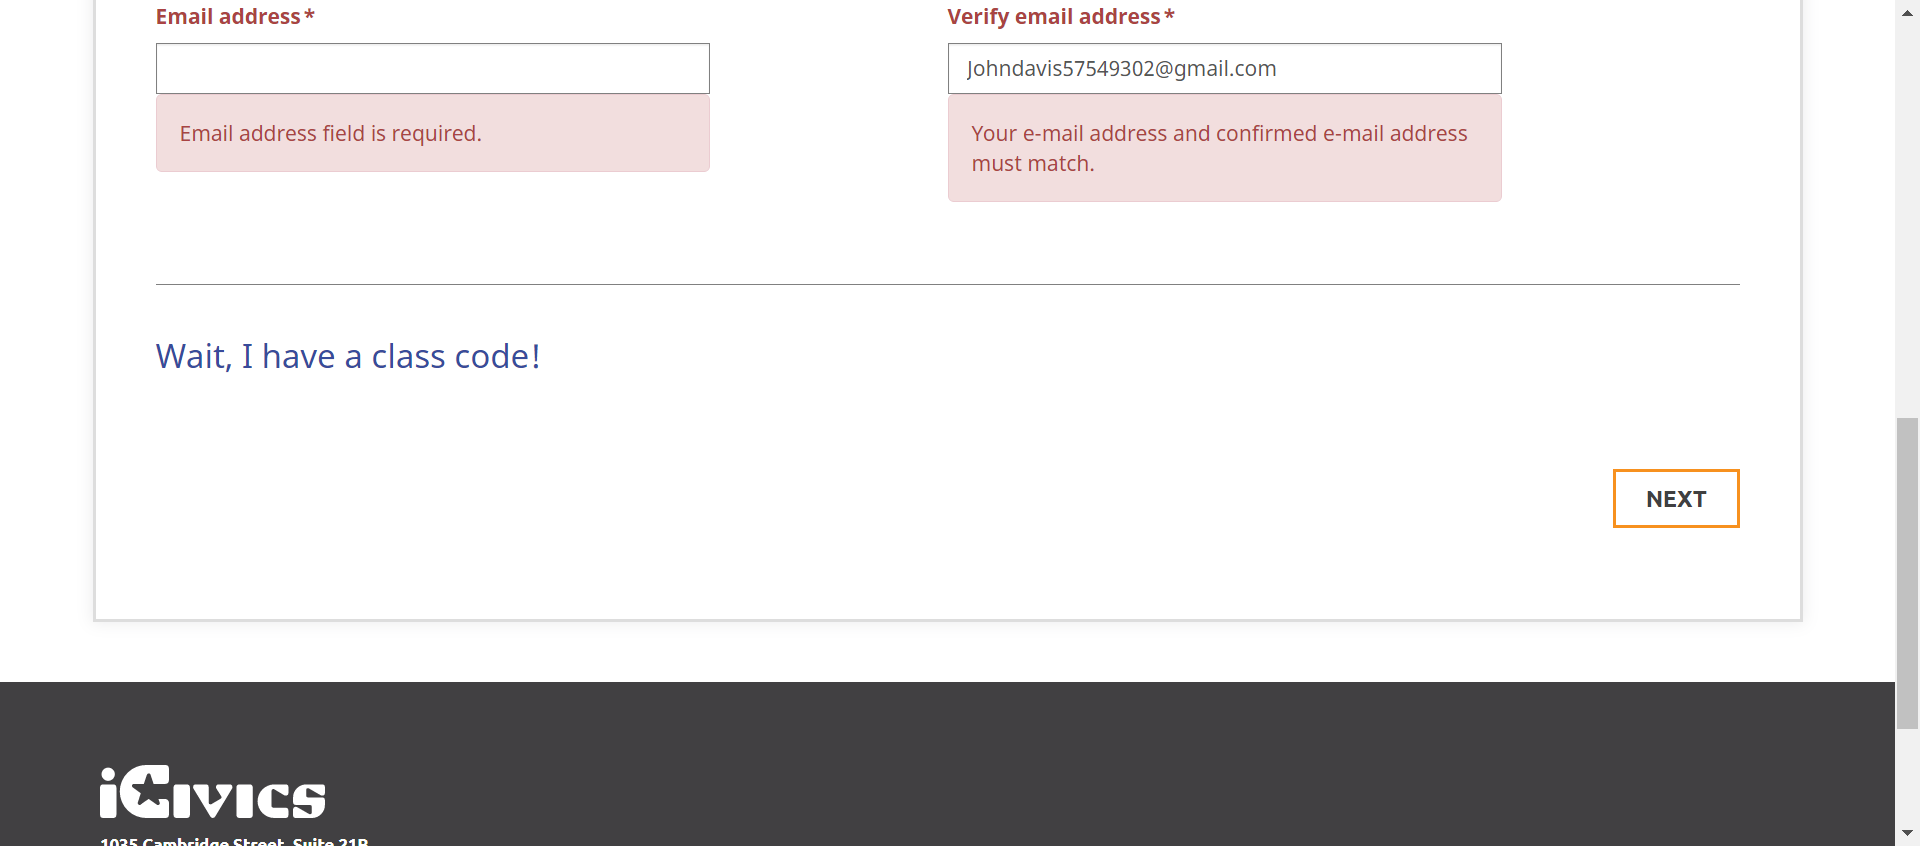 Email address*
Verify email address*
Johndavis57549302@gmail.com
Email address field is required.
Your e-mail address and confirmed e-mail address
must match.
Wait, I have a class code!
NEXT
iCivics
1035 Cambridge Street, Suite 21B